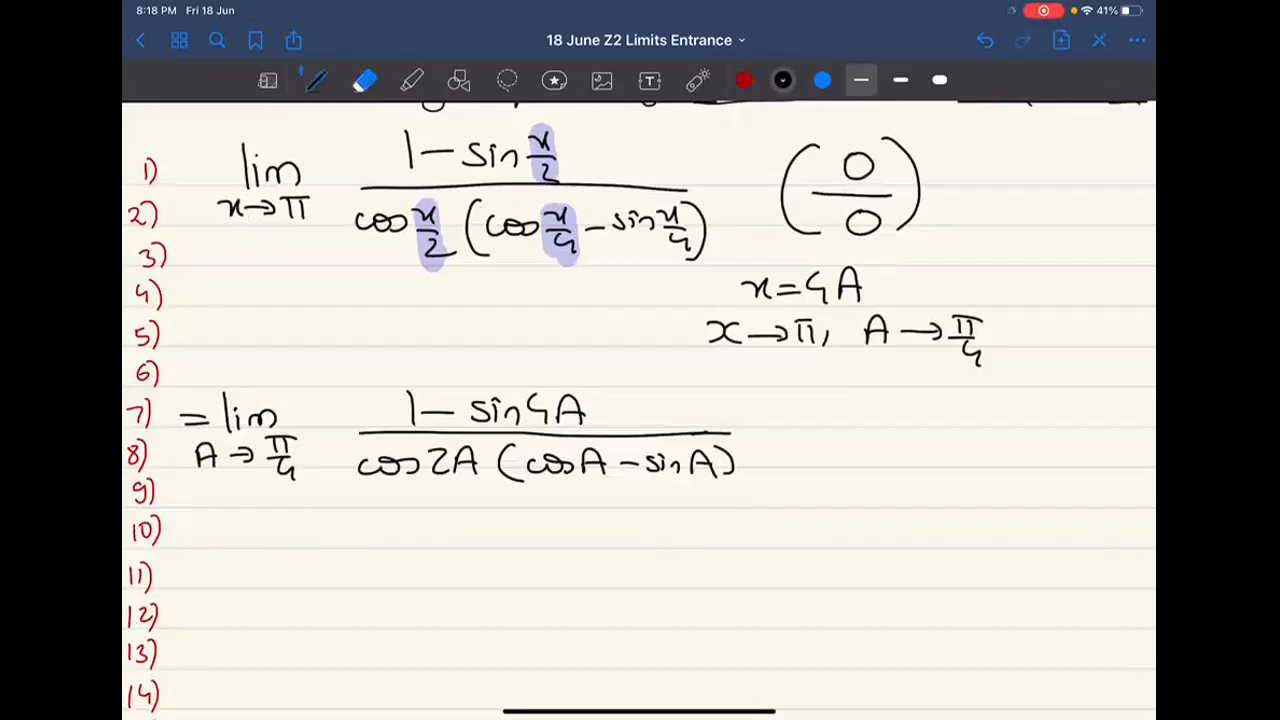 8:18 PM Fri 18 Jun
41%
18 June Z2 Limits Entrance
T
1) lim x→π (1 – sin x/2) / (cos x/2 (cos x/4 – sin x/4)) (0/0)
2)
3)
4) x = 4A
5) x → π, A → π/4
6)
7) = lim A → π/4 (1 – sin 4A) / (cos 2A (cos A – sin A))
8)
9)
10)
11)
12)
13)
14)